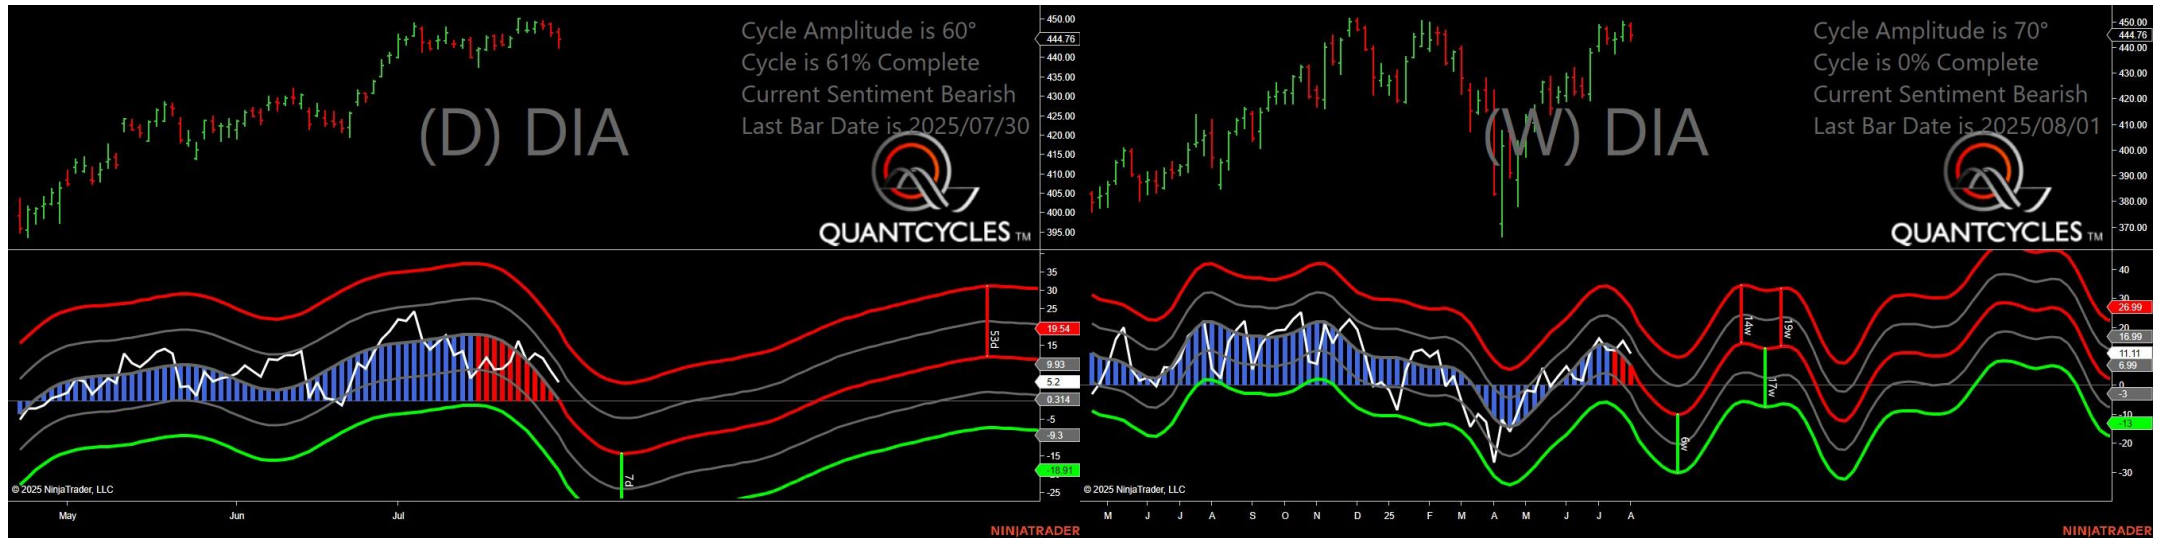 Cycle Amplitude is 60°
Cycle is 61% Complete
Current Sentiment Bearish
Last Bar Date is 2025/07/30
(D) DIA
QUANTCYCLES TM
450.00
444.76
440.00
435.00
430.00
425.00
420.00
415.00
410.00
405.00
400.00
395.00
35
30
25
19.54
15
9.93
5.2
0.314
-5
-9.3
-15
-18.91
-25
53d
7d
© 2025 NinjaTrader, LLC
May
Jun
Jul
NINJATRADER
Cycle Amplitude is 70°
Cycle is 0% Complete
Current Sentiment Bearish
Last Bar Date is 2025/08/01
(W) DIA
QUANTCYCLES TM
450.00
444.76
440.00
430.00
420.00
410.00
400.00
390.00
380.00
370.00
40
30
26.99
20
16.99
11.11
6.99
0
-3
-10
-13
-20
-30
14w
19w
17w
6w
© 2025 NinjaTrader, LLC
M
J
J
A
S
O
N
D
25
F
M
A
M
J
J
A
NINJATRADER